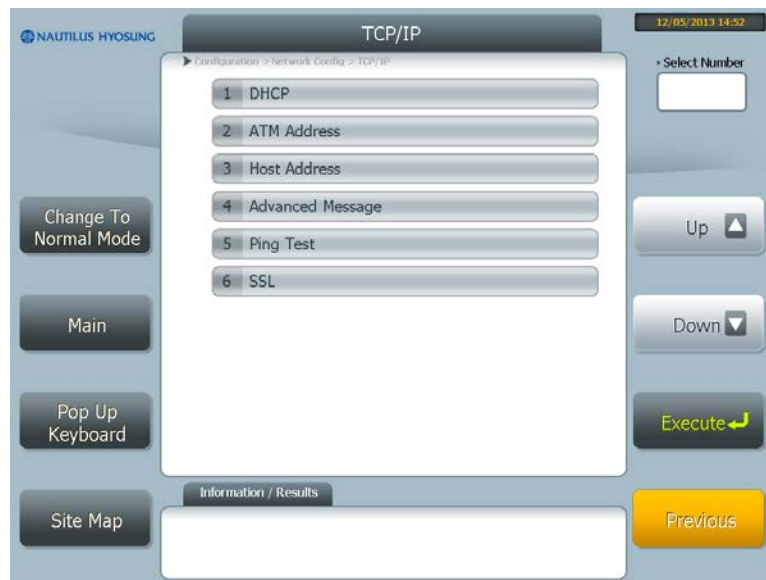 NAUTILUS HYOSUNG
TCP/IP
12/05/2013 14:52
Configuration > Network Config > TCP/IP
Select Number
1 DHCP
2 ATM Address
3 Host Address
4 Advanced Message
5 Ping Test
6 SSL
Change To
Normal Mode
Up
Main
Down
Pop Up
Keyboard
Execute
Information / Results
Site Map
Previous